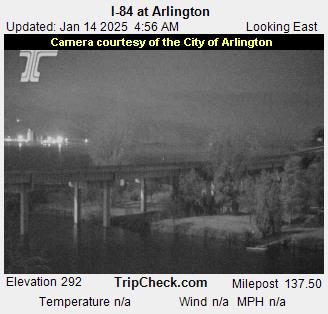 I-84 at Arlington
Updated: Jan 14 2025 4:56 AM Looking East
Camera courtesy of the City of Arlington
Elevation 292 TripCheck.com Milepost 137.50
Temperature n/a Wind n/a MPH n/a